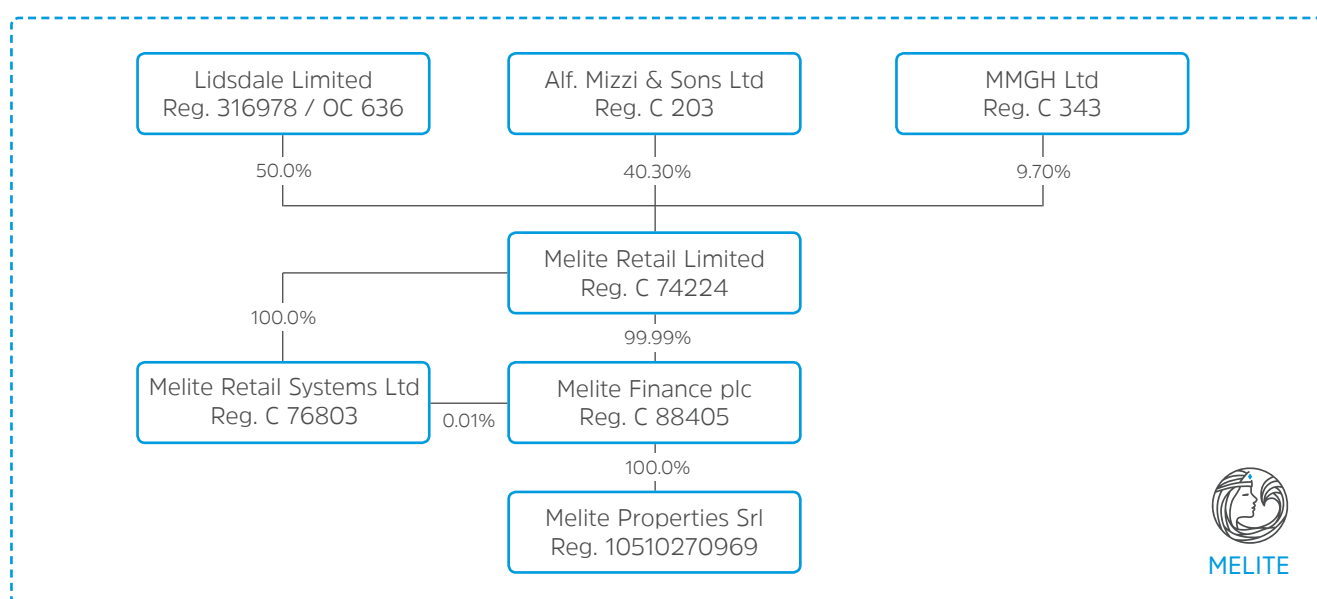 Lidsdale Limited
Reg. 316978 / OC 636
Alf. Mizzi & Sons Ltd
Reg. C 203
MMGH Ltd
Reg. C 343
50.0%
40.30%
9.70%
Melite Retail Limited
Reg. C 74224
100.0%
99.99%
Melite Retail Systems Ltd
Reg. C 76803
0.01%
Melite Finance plc
Reg. C 88405
100.0%
Melite Properties Srl
Reg. 10510270969
MELITE